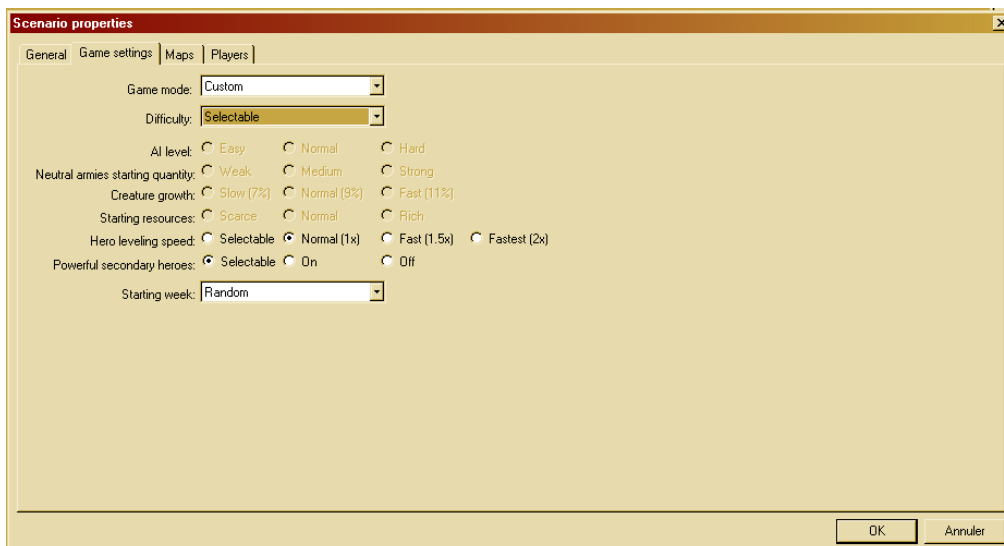 Scenario properties
General Game settings Maps Players
Game mode: Custom
Difficulty: Selectable
AI level: Easy Normal Hard
Neutral armies starting quantity: Weak Medium Strong
Creature growth: Slow (7%) Normal (9%) Fast (11%)
Starting resources: Scarce Normal Rich
Hero leveling speed: Selectable Normal (1x) Fast (1.5x) Fastest (2x)
Powerful secondary heroes: Selectable On Off
Starting week: Random
OK Annuler